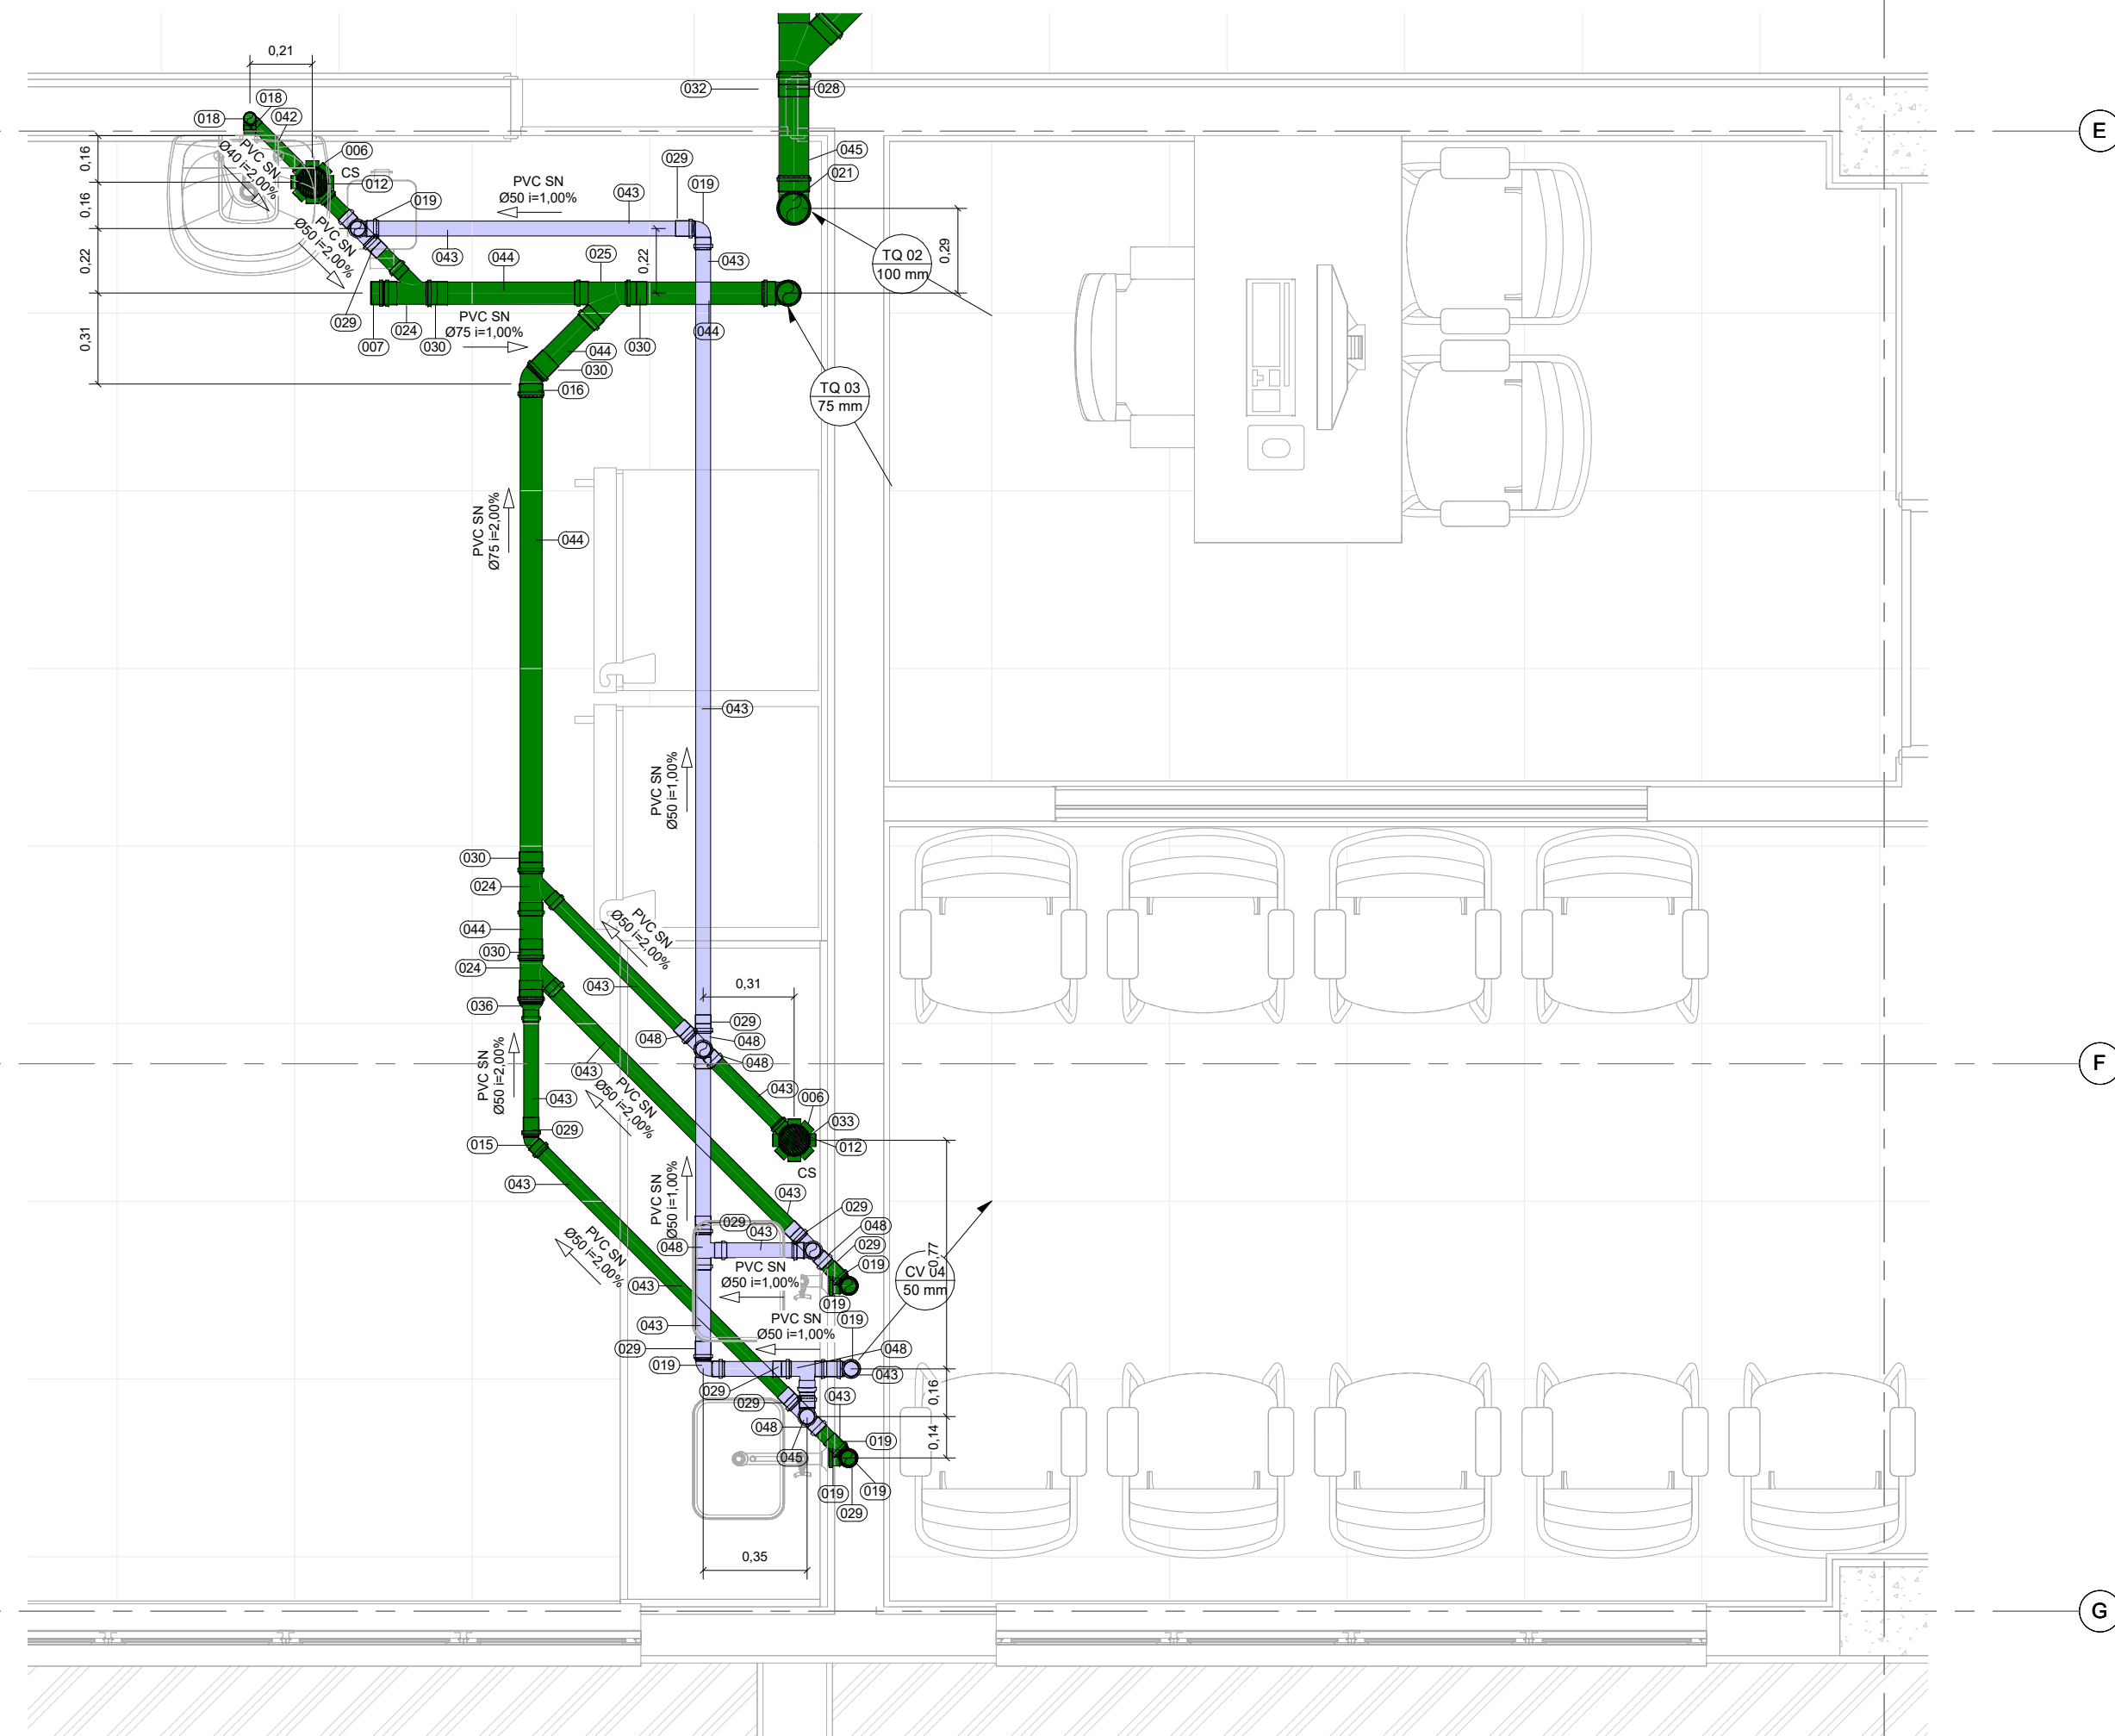 0,21
032
028
018
018
042
E
0,16
PVC SN
Ø40 i=2,00%
006
CS
012
029
045
021
PVC SN
Ø50 i=1,00%
043
019
019
0,16
PVC SN
Ø50 i=2,00%
043
0,22
044
025
0,22
043
TQ 02
100 mm
0,29
029
007
024
030
PVC SN
Ø75 i=1,00%
044
030
044
030
0,31
016
TQ 03
75 mm
PVC SN
Ø75 i=2,00%
044
043
PVC SN
Ø50 i=1,00%
030
024
044
030
024
PVC SN
Ø50 i=2,00%
043
0,31
036
029
048
048
048
F
PVC SN
Ø50 i=2,00%
043
PVC SN
Ø50 i=2,00%
043
043
006
033
012
029
015
CS
043
PVC SN
Ø50 i=1,00%
043
029
029
043
048
048
029
019
0,77
PVC SN
Ø50 i=2,00%
PVC SN
Ø50 i=1,00%
043
CV 04
50 mm
019
PVC SN
Ø50 i=1,00%
043
019
029
048
019
043
029
029
043
0,16
048
019
0,14
045
019
019
029
0,35
G